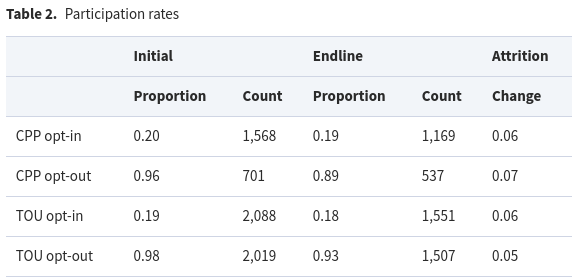 Table 2. Participation rates
Initial Endline Attrition
Proportion Count Proportion Count Change
CPP opt-in 0.20 1,568 0.19 1,169 0.06
CPP opt-out 0.96 701 0.89 537 0.07
TOU opt-in 0.19 2,088 0.18 1,551 0.06
TOU opt-out 0.98 2,019 0.93 1,507 0.05